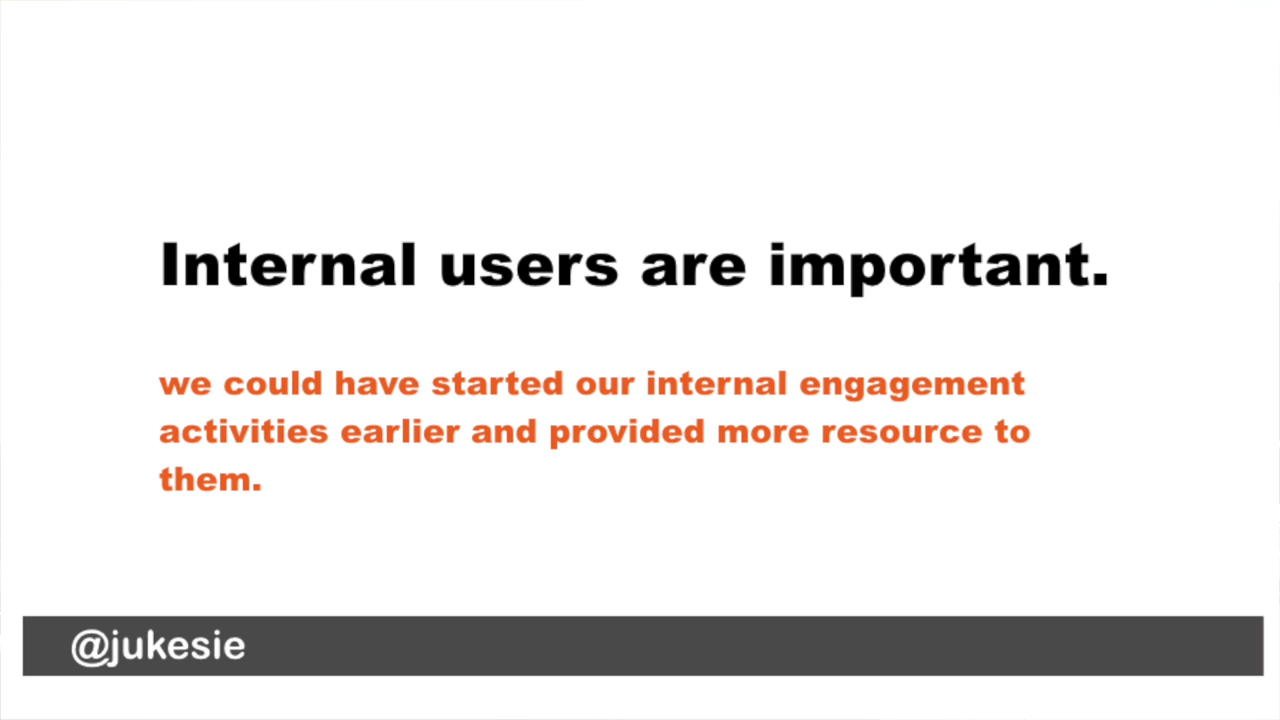 Internal users are important.
we could have started our internal engagement
activities earlier and provided more resource to
them.
@jukesie